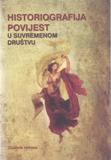 HISTORIOGRAFIJA
POVIJEST
U SUVREMENOM
DRUŠTVU